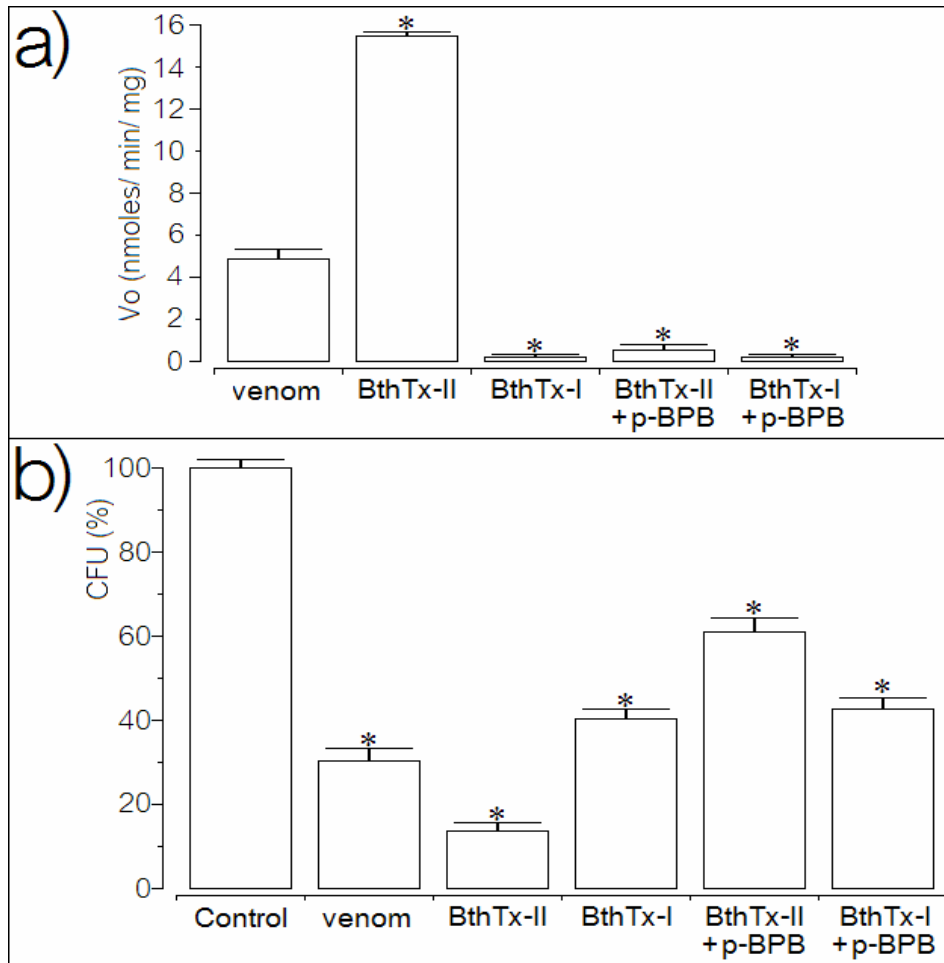 a)
Vo (nmoles/ min/ mg)
16
14
12
10
8
6
4
2
0
*
*
*
*
venom
BthTx-II
BthTx-I
BthTx-II
+p-BPB
BthTx-I
+p-BPB
b)
CFU (%)
100
80
60
40
20
0
*
*
*
*
*
Control
venom
BthTx-II
BthTx-I
BthTx-II
+p-BPB
BthTx-I
+p-BPB